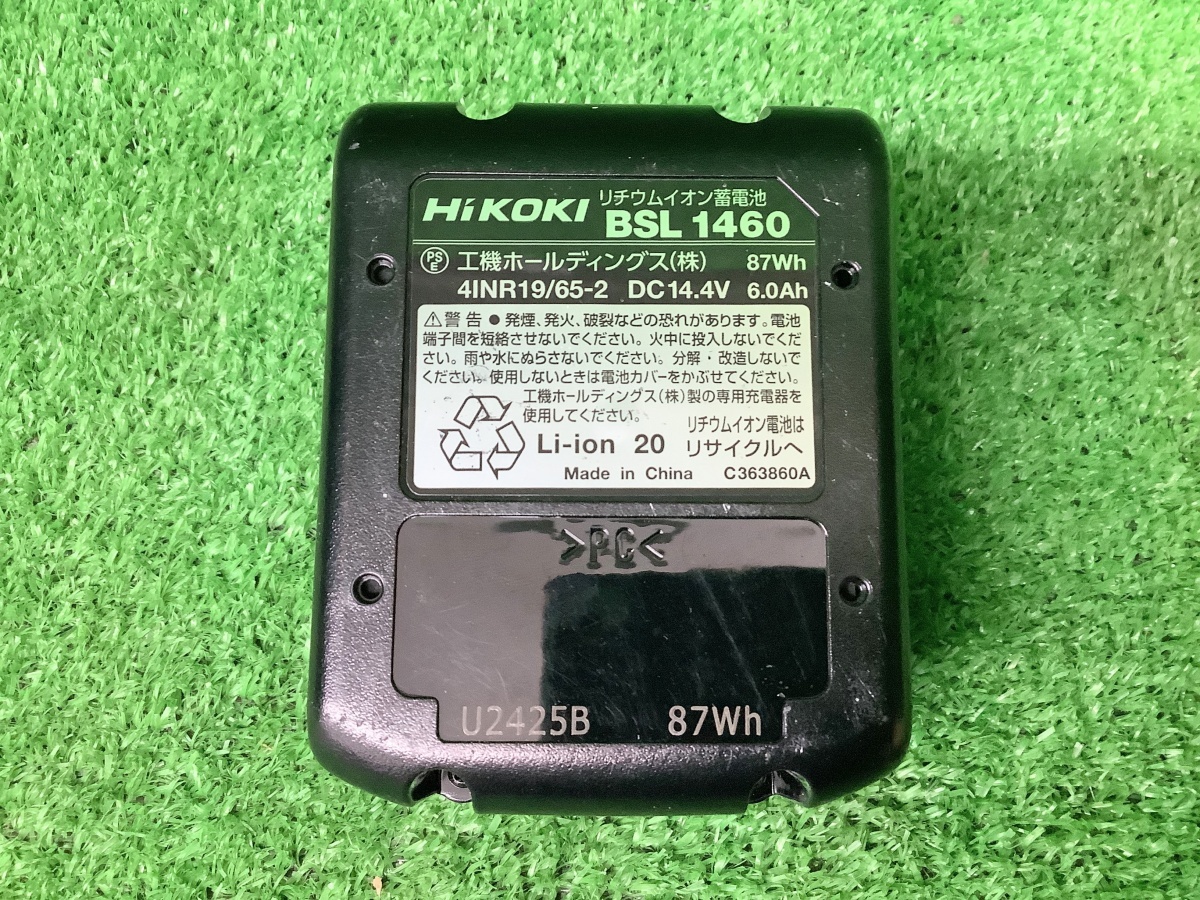 HiKOKI リチウムイオン蓄電池
BSL 1460
PSE 工機ホールディングス(株) 87Wh
4INR19/65-2 DC14.4V 6.0Ah
⚠警告 ●発煙、発火、破裂などの恐れがあります。電池
端子間を短絡させないでください。火中に投入しないでくだ
さい。雨や水にぬらさないでください。分解・改造しないで
ください。使用しないときは電池カバーをかぶせてください。
工機ホールディングス(株)製の専用充電器を
使用してください。
リチウムイオン電池は
Li-ion 20 リサイクルへ
Made in China C363860A
>PC<
U2425B 87Wh